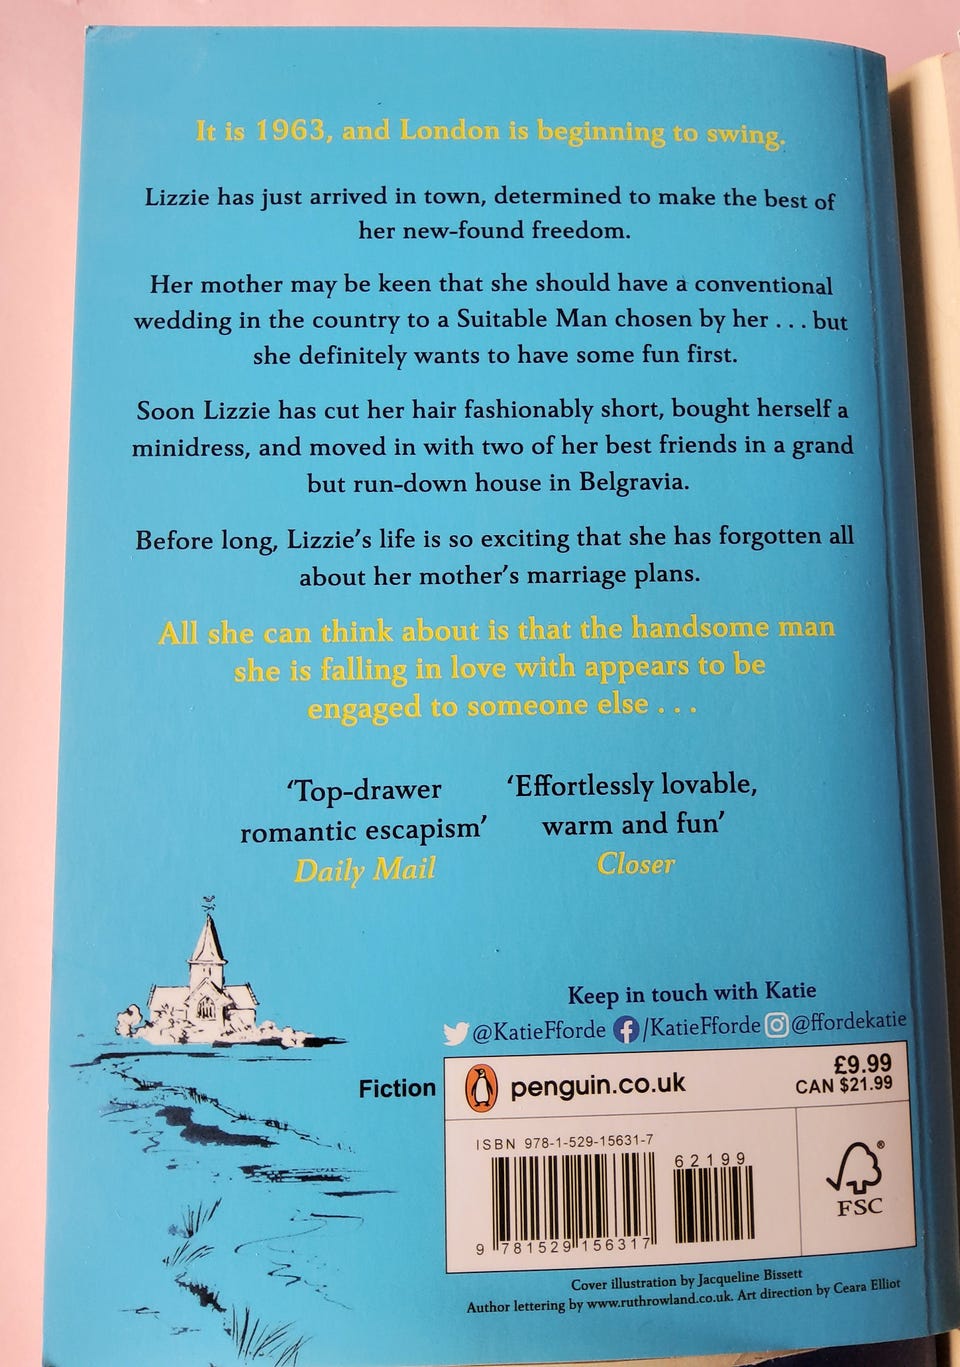 It is 1963, and London is beginning to swing.
Lizzie has just arrived in town, determined to make the best of
her new-found freedom.
Her mother may be keen that she should have a conventional
wedding in the country to a Suitable Man chosen by her . . . but
she definitely wants to have some fun first.
Soon Lizzie has cut her hair fashionably short, bought herself a
minidress, and moved in with two of her best friends in a grand
but run-down house in Belgravia.
Before long, Lizzie’s life is so exciting that she has forgotten all
about her mother’s marriage plans.
All she can think about is that the handsome man
she is falling in love with appears to be
engaged to someone else . . .
‘Top-drawer
romantic escapism’
Daily Mail
‘Effortlessly lovable,
warm and fun’
Closer
Keep in touch with Katie
@KatieFforde /KatieFforde @ffordekatie
Fiction
penguin.co.uk
£9.99
CAN $21.99
ISBN 978-1-529-15631-7
62199
9 781529 156317
FSC
®
Cover illustration by Jacqueline Bissett
Author lettering by www.ruthrowland.co.uk. Art direction by Ceara Elliot